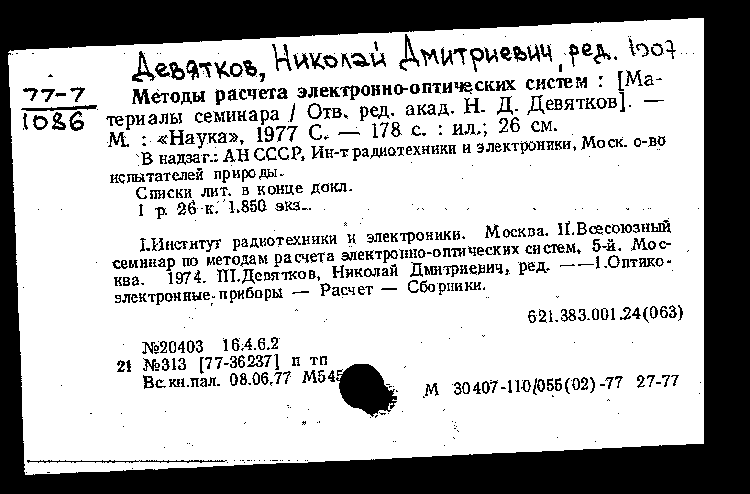 Девятков, Николай Дмитриевич, ред. 1907
77-7
1086
Методы расчета электронно-оптических систем : [Ма-
териалы семинара / Отв. ред. акад. Н. Д. Девятков]. —
М. : «Наука», 1977 С. — 178 с. : ил.; 26 см.
В надзаг.: АН СССР, Ин-т радиотехники и электроники, Моск. о-во
испытателей природы.
Списки лит. в конце докл.
1 р. 26 к. 1.850 экз.
I.Институт радиотехники и электроники. Москва. II.Всесоюзный
семинар по методам расчета электронно-оптических систем, 5-й. Мос-
ква. 1974. III.Девятков, Николай Дмитриевич, ред. — —1.Оптико-
электронные приборы — Расчет — Сборники.
621.383.001.24(063)
№20403 16.4.6.2
21 №313 [77-36237] п тп
Вс.кн.пал. 08.06.77 М545
М 30407-110/055(02)-77 27-77